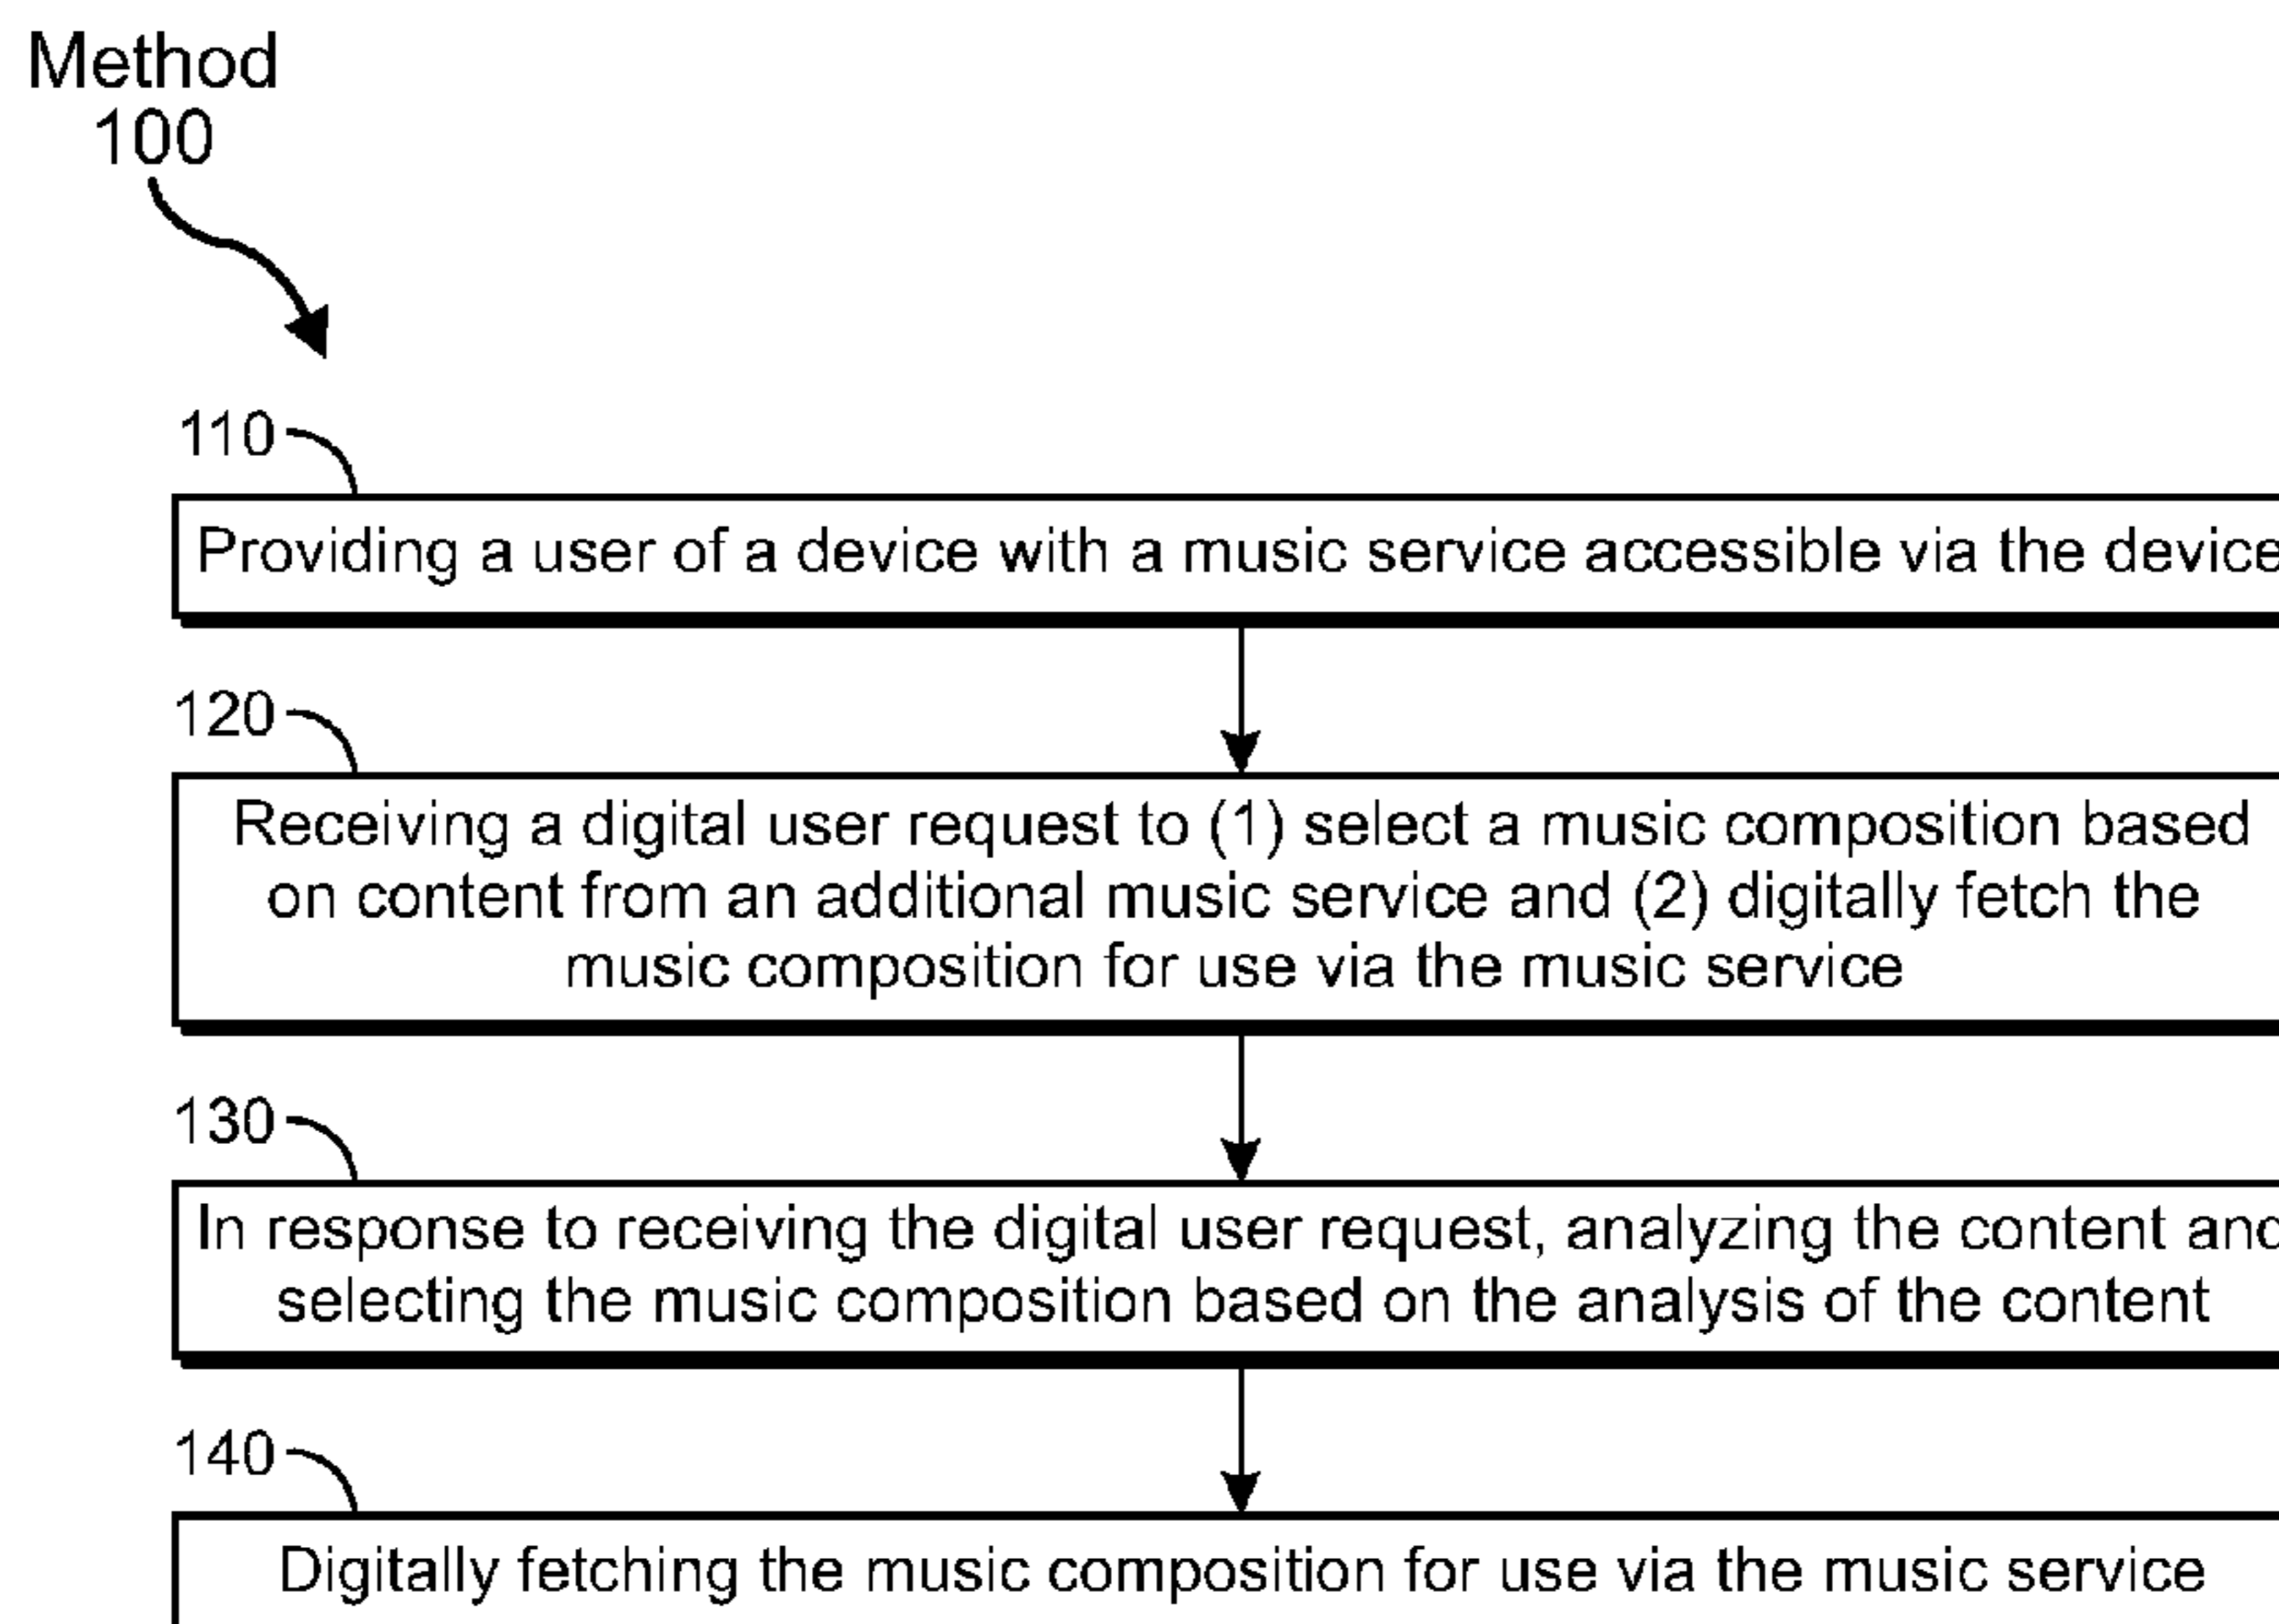 Method
100
110
Providing a user of a device with a music service accessible via the device
120
Receiving a digital user request to (1) select a music composition based
on content from an additional music service and (2) digitally fetch the
music composition for use via the music service
130
In response to receiving the digital user request, analyzing the content and
selecting the music composition based on the analysis of the content
140
Digitally fetching the music composition for use via the music service